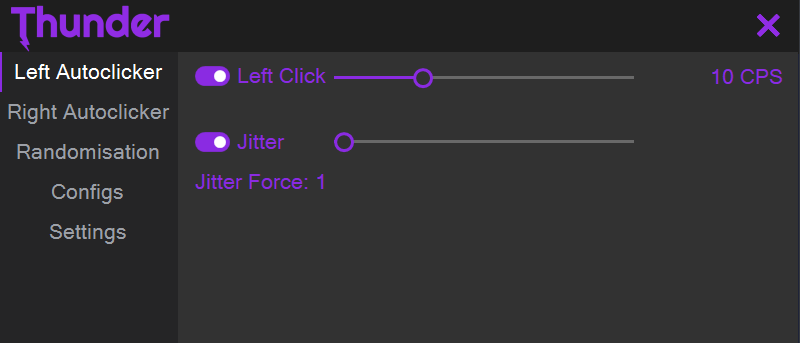 Thunder
Left Autoclicker
Right Autoclicker
Randomisation
Configs
Settings
Left Click
10 CPS
Jitter
Jitter Force: 1